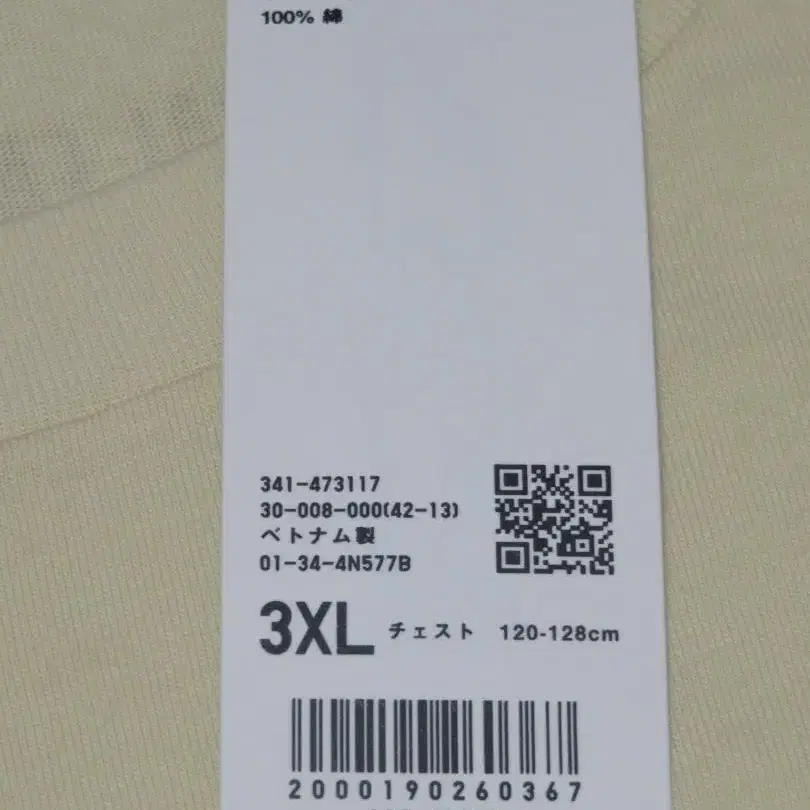 100% 綿
341-473117
30-008-000(42-13)
ベトナム製
01-34-4N577B
3XL チェスト 120-128cm
2000190260367